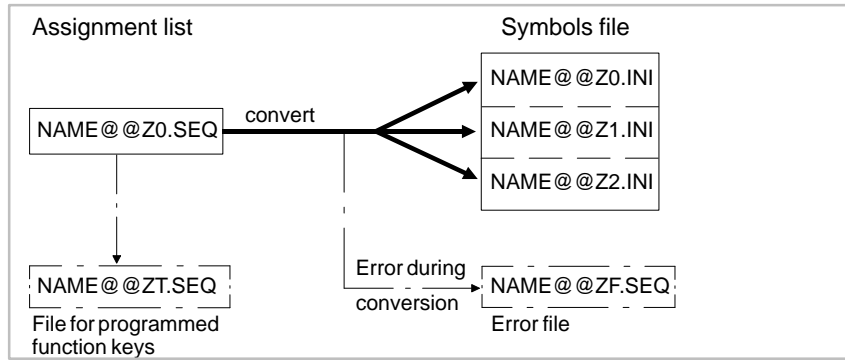 Assignment list
Symbols file
NAME@@Z0.INI
NAME@@Z0.SEQ
convert
NAME@@Z1.INI
NAME@@Z2.INI
NAME@@ZT.SEQ
File for programmed
function keys
Error during
conversion
NAME@@ZF.SEQ
Error file